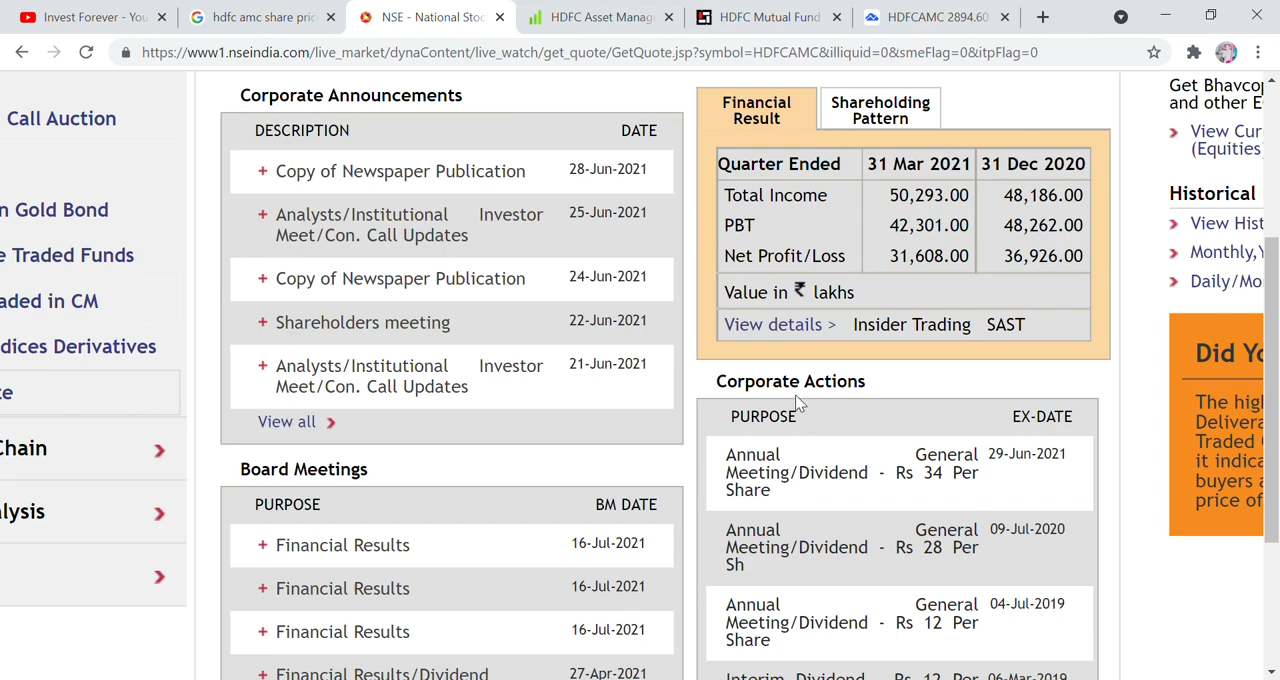 Invest Forever - You
hdfc amc share pric
NSE - National Stoc
HDFC Asset Manag
HDFC Mutual Fund
HDFCAMC 2894.60
https://www1.nseindia.com/live_market/dynaContent/live_watch/get_quote/GetQuote.jsp?symbol=HDFCAMC&illiquid=0&smeFlag=0&itpFlag=0
Call Auction
n Gold Bond
e Traded Funds
aded in CM
dices Derivatives
te
Chain
alysis
Corporate Announcements
DESCRIPTION DATE
+ Copy of Newspaper Publication 28-Jun-2021
+ Analysts/Institutional Investor 25-Jun-2021
Meet/Con. Call Updates
+ Copy of Newspaper Publication 24-Jun-2021
+ Shareholders meeting 22-Jun-2021
+ Analysts/Institutional Investor 21-Jun-2021
Meet/Con. Call Updates
View all
Board Meetings
PURPOSE BM DATE
+ Financial Results 16-Jul-2021
+ Financial Results 16-Jul-2021
+ Financial Results 16-Jul-2021
+ Financial Results/Dividend 27-Apr-2021
Financial
Result
Shareholding
Pattern
Quarter Ended 31 Mar 2021 31 Dec 2020
Total Income 50,293.00 48,186.00
PBT 42,301.00 48,262.00
Net Profit/Loss 31,608.00 36,926.00
Value in ₹ lakhs
View details > Insider Trading SAST
Corporate Actions
PURPOSE EX-DATE
Annual General 29-Jun-2021
Meeting/Dividend - Rs 34 Per
Share
Annual General 09-Jul-2020
Meeting/Dividend - Rs 28 Per
Sh
Annual General 04-Jul-2019
Meeting/Dividend - Rs 12 Per
Share
Interim Dividend Rs 12 Per 06-Mar-2019
Get Bhavcop
and other E
View Cur
(Equities)
Historical
View Hist
Monthly,Y
Daily/Mo
Did Yo
The high
Delivera
Traded
it indica
buyers a
price of